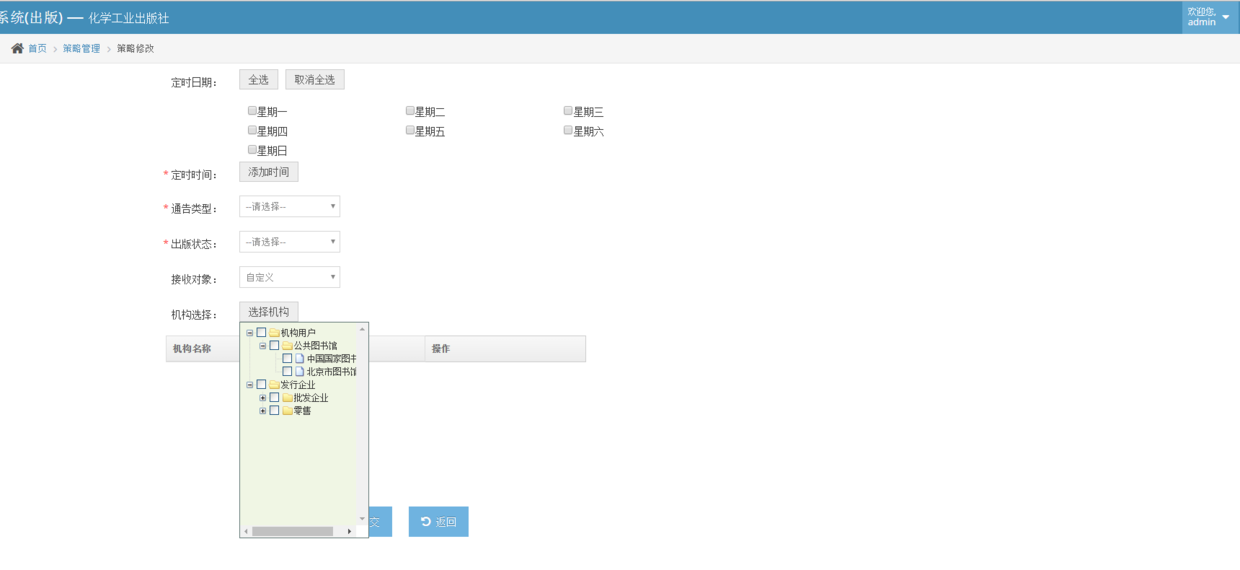 系统(出版) — 化学工业出版社
欢迎您,
admin
首页 > 策略管理 > 策略修改
定时日期： 全选 取消全选
星期一 星期二 星期三
星期四 星期五 星期六
星期日
* 定时时间： 添加时间
* 通告类型： --请选择--
* 出版状态： --请选择--
接收对象： 自定义
机构选择： 选择机构
机构名称 操作
机构用户
公共图书馆
中国国家图书
北京市图书馆
发行企业
批发企业
零售
交 返回